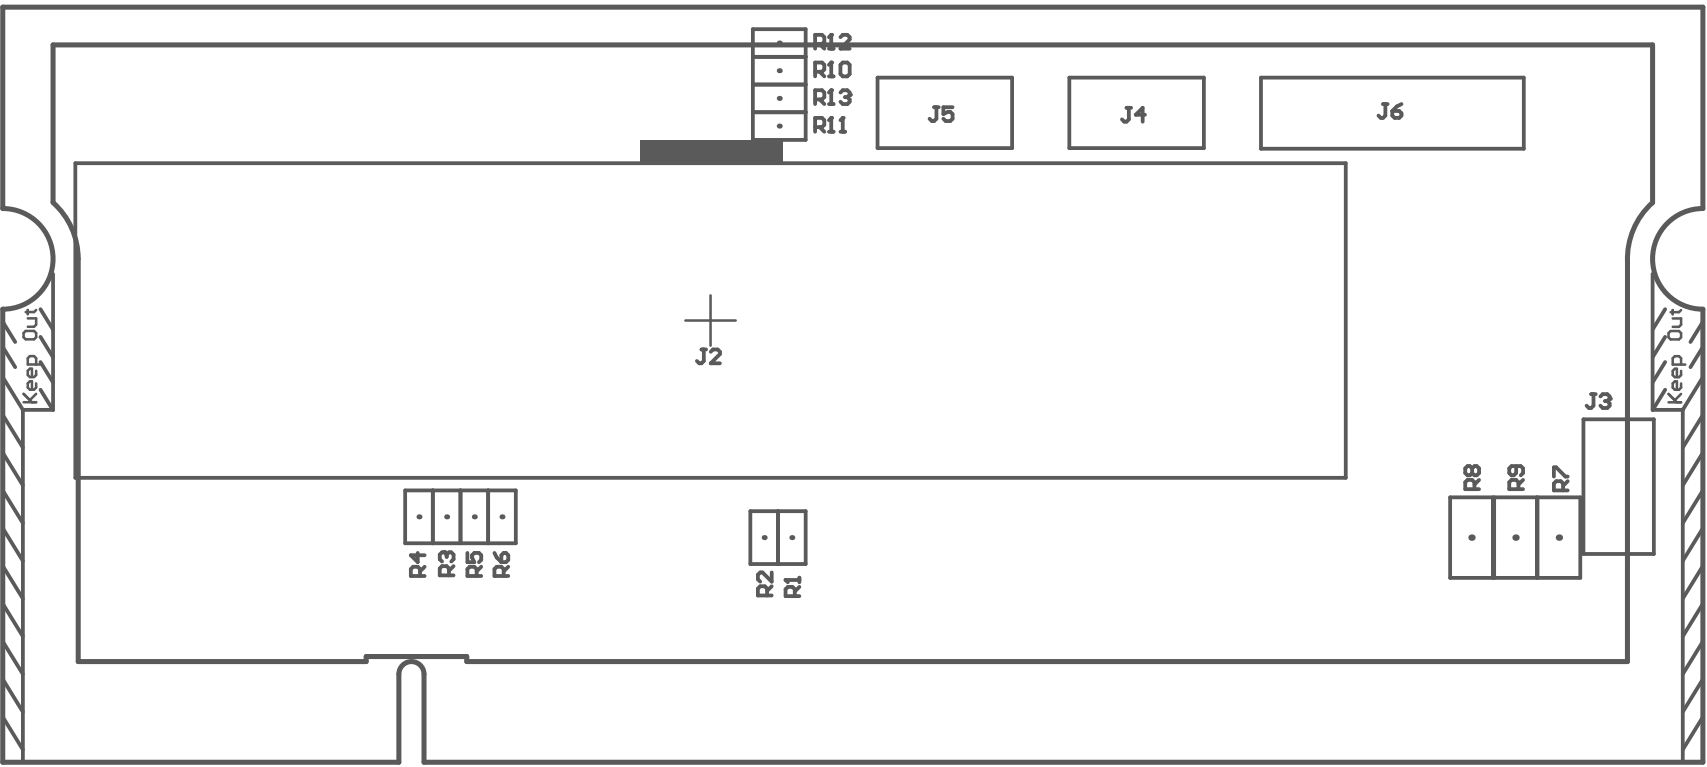 R12
R10
R13
R11
J5
J4
J6
Keep Out
Keep Out
J2
J3
R8
R9
R7
R4
R3
R5
R6
R2
R1